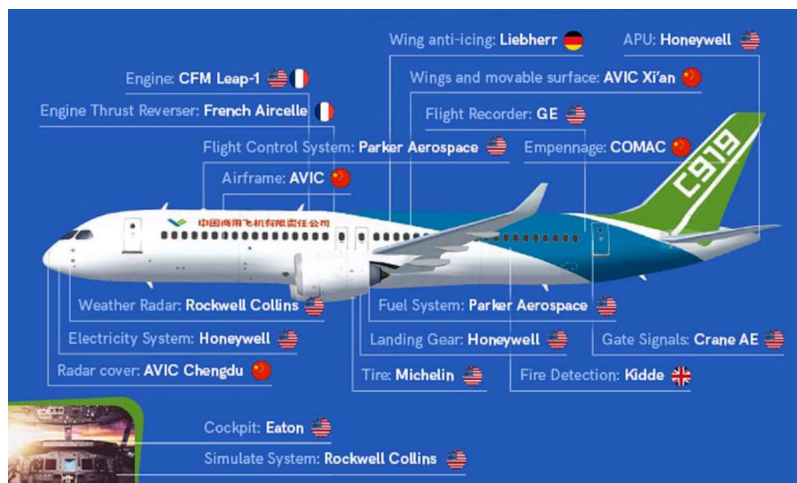 Wing anti-icing: Liebherr
APU: Honeywell
Engine: CFM Leap-1
Wings and movable surface: AVIC Xi'an
Engine Thrust Reverser: French Aircelle
Flight Recorder: GE
Flight Control System: Parker Aerospace
Empennage: COMAC
Airframe: AVIC
C919
中国商用飞机有限责任公司
Weather Radar: Rockwell Collins
Fuel System: Parker Aerospace
Electricity System: Honeywell
Landing Gear: Honeywell
Gate Signals: Crane AE
Radar cover: AVIC Chengdu
Tire: Michelin
Fire Detection: Kidde
Cockpit: Eaton
Simulate System: Rockwell Collins